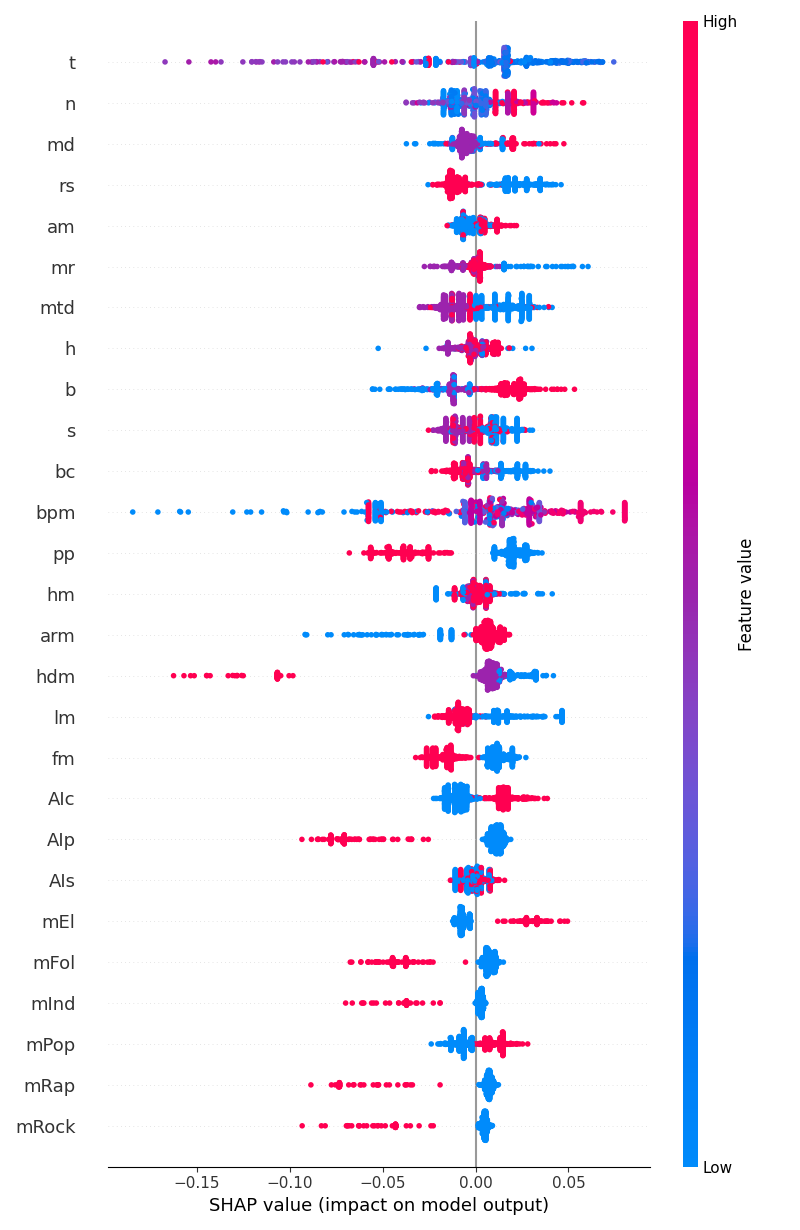 High
t
n
md
rs
am
mr
mtd
h
b
s
bc
bpm
pp
hm
arm
hdm
lm
fm
AIc
AIp
AIs
mEl
mFol
mInd
mPop
mRap
mRock
Low
Feature value
−0.15 −0.10 −0.05 0.00 0.05
SHAP value (impact on model output)